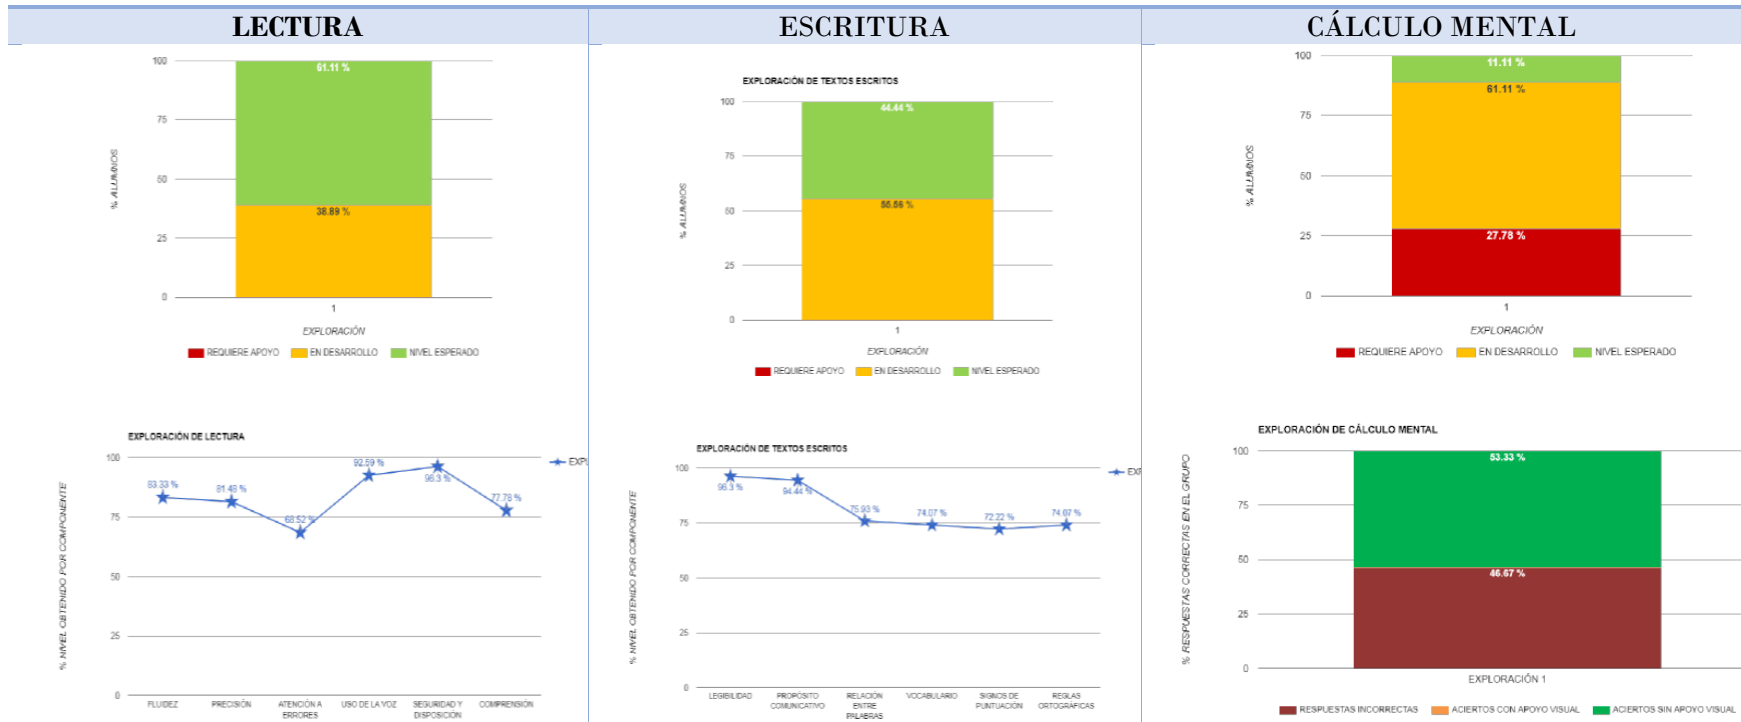 LECTURA
100
61.11 %
75
50
38.89 %
25
0
1
% ALUMNOS
EXPLORACIÓN
REQUIERE APOYO EN DESARROLLO NIVEL ESPERADO
EXPLORACIÓN DE LECTURA
EXPL
100
83.33 %
81.48 %
68.52 %
92.59 %
96.3 %
77.78 %
75
50
25
0
% NIVEL OBTENIDO POR COMPONENTE
FLUIDEZ
PRECISIÓN
ATENCIÓN A
ERRORES
USO DE LA VOZ
SEGURIDAD Y
DISPOSICIÓN
COMPRENSIÓN
ESCRITURA
EXPLORACIÓN DE TEXTOS ESCRITOS
100
44.44 %
75
50
55.56 %
25
0
1
% ALUMNOS
EXPLORACIÓN
REQUIERE APOYO EN DESARROLLO NIVEL ESPERADO
EXPLORACIÓN DE TEXTOS ESCRITOS
EX
100
96.3 %
94.44 %
75.93 %
74.07 %
72.22 %
74.07 %
75
50
25
0
% NIVEL OBTENIDO POR COMPONENTE
LEGIBILIDAD
PROPÓSITO
COMUNICATIVO
RELACIÓN
ENTRE
PALABRAS
VOCABULARIO
SIGNOS DE
PUNTUACIÓN
REGLAS
ORTOGRÁFICAS
CÁLCULO MENTAL
100
11.11 %
61.11 %
75
50
27.78 %
25
0
1
% ALUMNOS
EXPLORACIÓN
REQUIERE APOYO EN DESARROLLO NIVEL ESPERADO
EXPLORACIÓN DE CÁLCULO MENTAL
100
53.33 %
75
50
46.67 %
25
0
% RESPUESTAS CORRECTAS EN EL GRUPO
EXPLORACIÓN 1
RESPUESTAS INCORRECTAS ACIERTOS CON APOYO VISUAL ACIERTOS SIN APOYO VISUAL